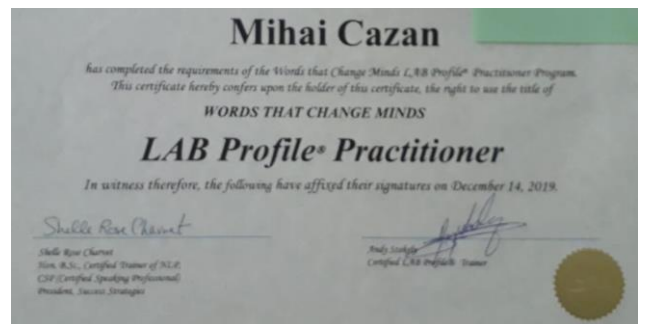 Mihai Cazan
has completed the requirements of the Words that Change Minds LAB Profile® Practitioner Program.
This certificate hereby confers upon the holder of this certificate, the right to use the title of
WORDS THAT CHANGE MINDS
LAB Profile® Practitioner
In witness therefore, the following have affixed their signatures on December 14, 2019.
Shelle Rose Charvet
Shelle Rose Charvet
Hon. B.Sc., Certified Trainer of NLP,
CSP (Certified Speaking Professional)
President, Success Strategies
Andy
Certified LAB Profile® Trainer